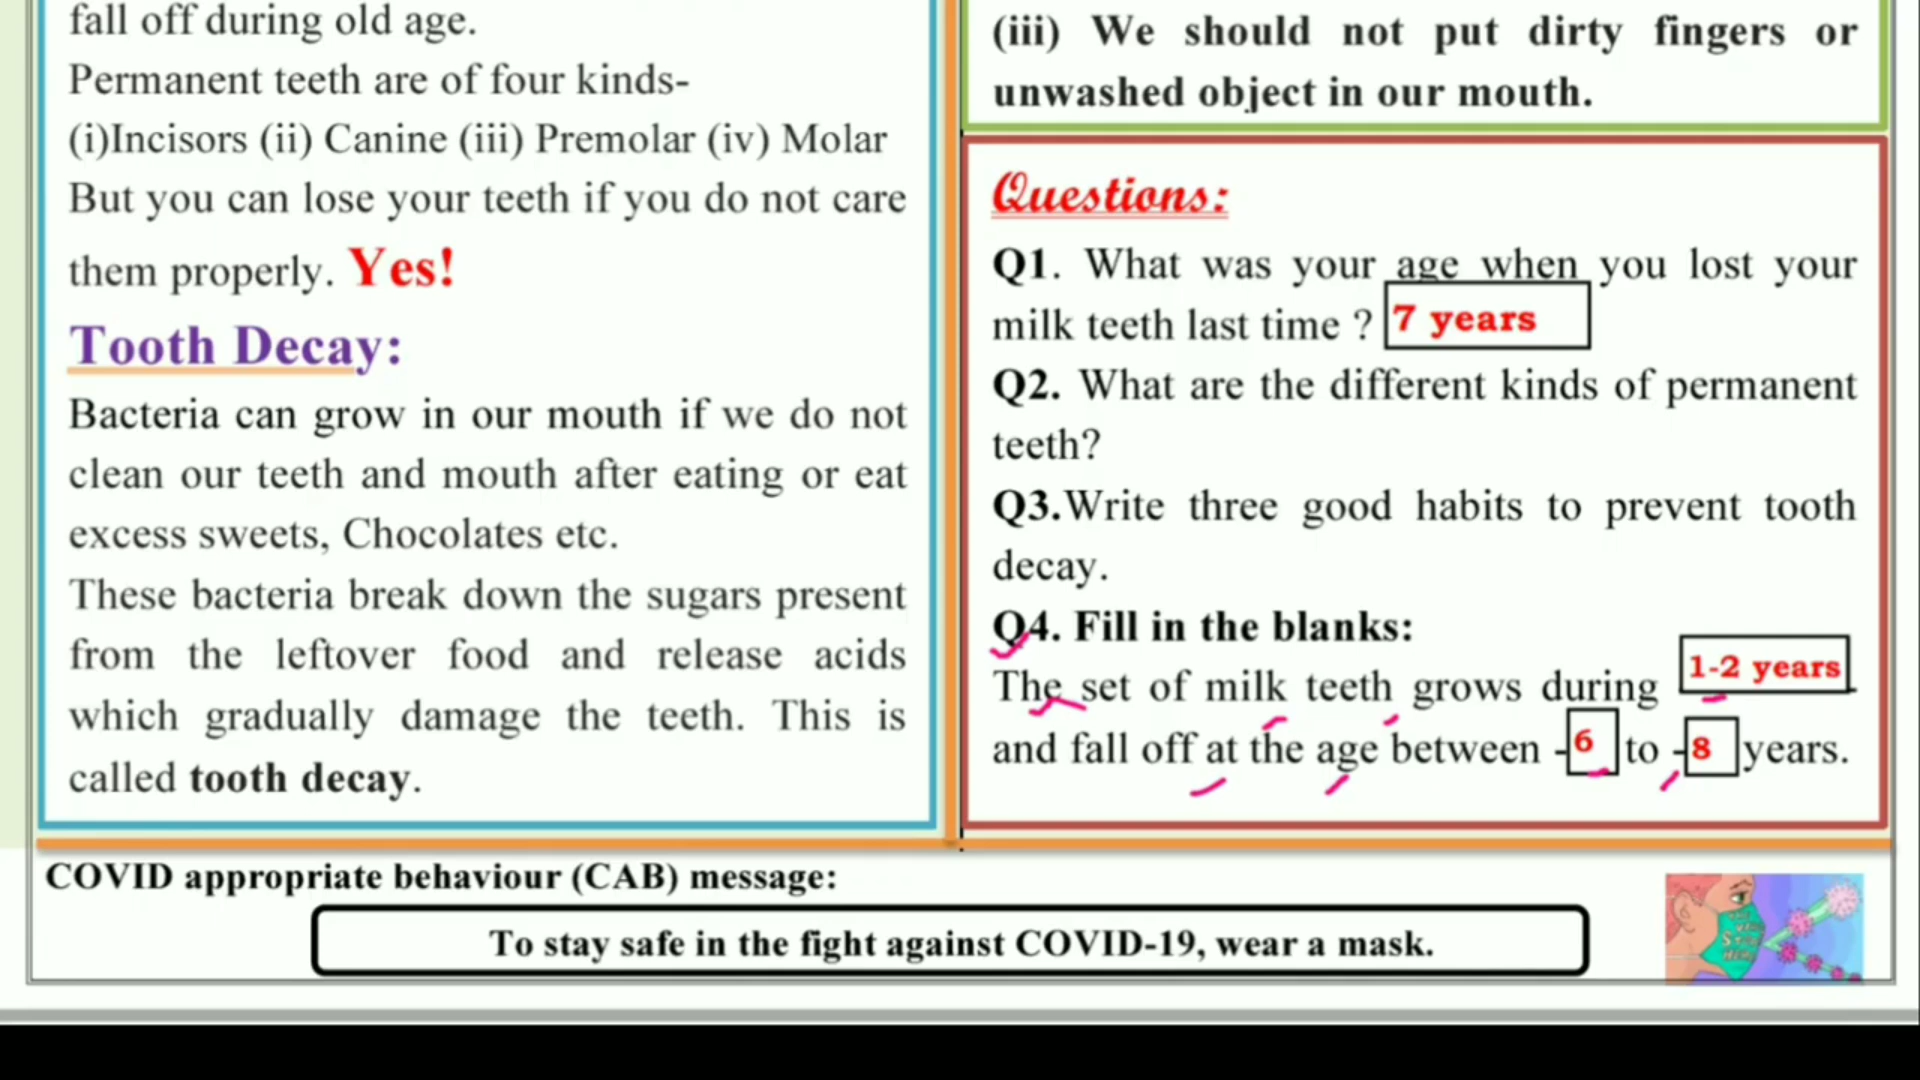 fall off during old age.
Permanent teeth are of four kinds-
(i)Incisors (ii) Canine (iii) Premolar (iv) Molar
But you can lose your teeth if you do not care
them properly. Yes!
Tooth Decay:
Bacteria can grow in our mouth if we do not
clean our teeth and mouth after eating or eat
excess sweets, Chocolates etc.
These bacteria break down the sugars present
from the leftover food and release acids
which gradually damage the teeth. This is
called tooth decay.
(iii) We should not put dirty fingers or
unwashed object in our mouth.
Questions:
Q1. What was your age when you lost your
milk teeth last time ? 7 years
Q2. What are the different kinds of permanent
teeth?
Q3.Write three good habits to prevent tooth
decay.
Q4. Fill in the blanks:
The set of milk teeth grows during 1-2 years
and fall off at the age between -6 to -8 years.
COVID appropriate behaviour (CAB) message:
To stay safe in the fight against COVID-19, wear a mask.